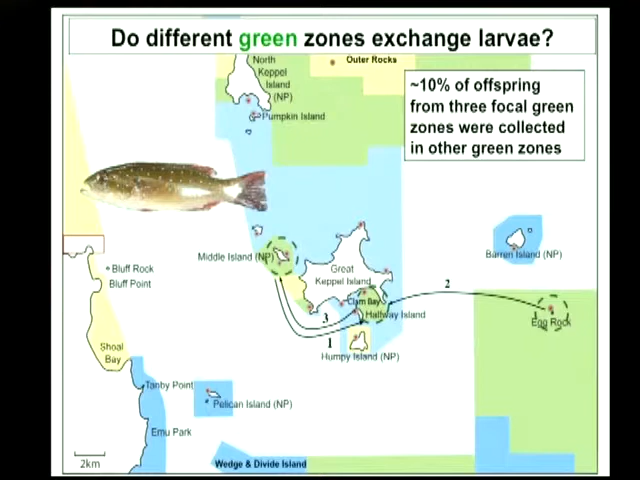 Do different green zones exchange larvae?
North
Keppel
Island
(NP)
Outer Rocks
~10% of offspring
from three focal green
zones were collected
in other green zones
Pumpkin Island
Middle Island (NP)
Great
Keppel Island
Barren Island (NP)
Bluff Rock
Bluff Point
2
Clam Bay
Halfway Island
Egg Rock
3
1
Humpy Island (NP)
Shoal
Bay
Tanby Point
Pelican Island (NP)
Emu Park
2km
Wedge & Divide Island